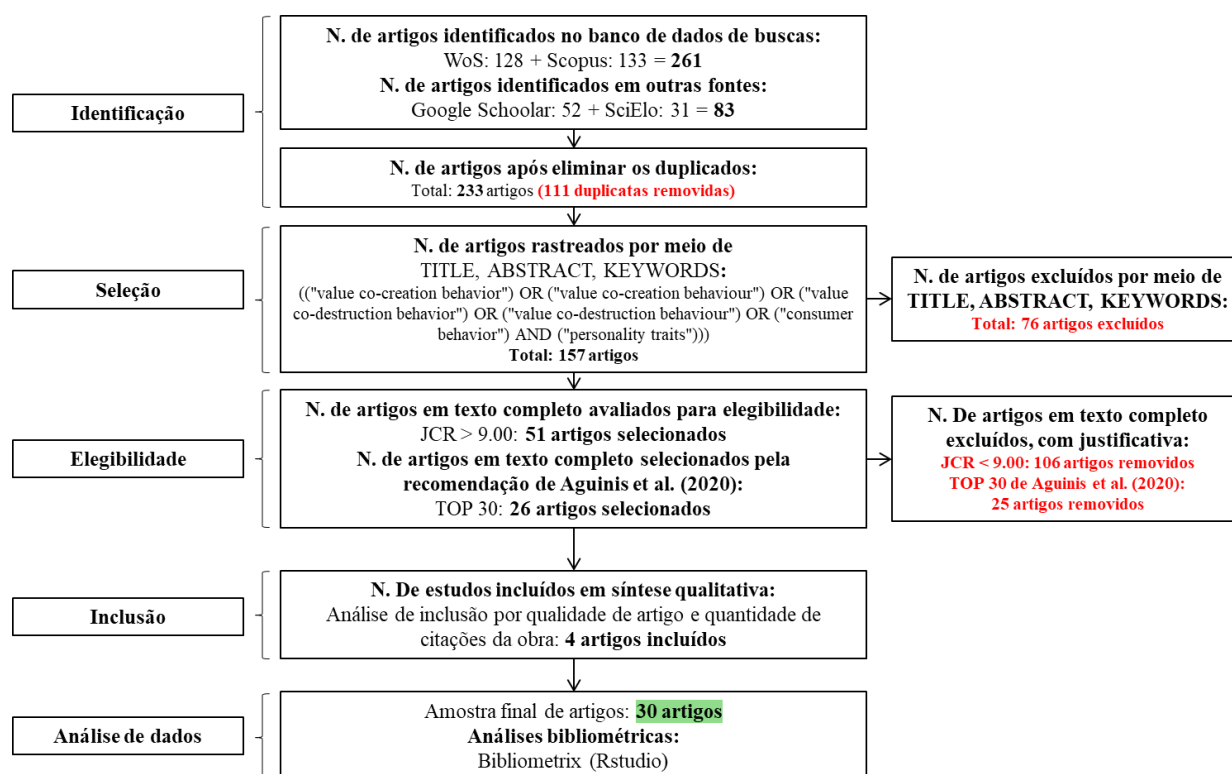 N. de artigos identificados no banco de dados de buscas:
WoS: 128 + Scopus: 133 = 261
N. de artigos identificados em outras fontes:
Google Schoolar: 52 + SciElo: 31 = 83
Identificação
N. de artigos após eliminar os duplicados:
Total: 233 artigos (111 duplicatas removidas)
Seleção
N. de artigos rastreados por meio de
TITLE, ABSTRACT, KEYWORDS:
(("value co-creation behavior") OR ("value co-creation behaviour") OR ("value
co-destruction behavior") OR ("value co-destruction behaviour") OR ("consumer
behavior") AND ("personality traits")))
Total: 157 artigos
N. de artigos excluídos por meio de
TITLE, ABSTRACT, KEYWORDS:
Total: 76 artigos excluídos
Elegibilidade
N. de artigos em texto completo avaliados para elegibilidade:
JCR > 9.00: 51 artigos selecionados
N. de artigos em texto completo selecionados pela
recomendação de Aguinis et al. (2020):
TOP 30: 26 artigos selecionados
N. De artigos em texto completo
excluídos, com justificativa:
JCR < 9.00: 106 artigos removidos
TOP 30 de Aguinis et al. (2020):
25 artigos removidos
Inclusão
N. De estudos incluídos em síntese qualitativa:
Análise de inclusão por qualidade de artigo e quantidade de
citações da obra: 4 artigos incluídos
Análise de dados
Amostra final de artigos: 30 artigos
Análises bibliométricas:
Bibliometrix (Rstudio)